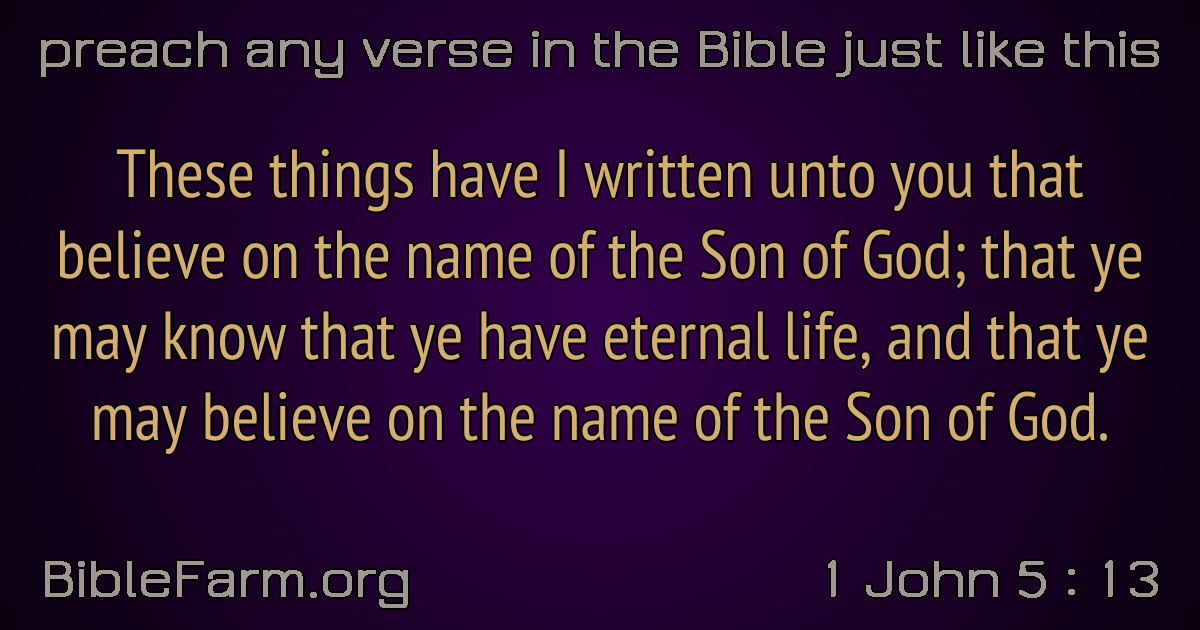 preach any verse in the Bible just like this
These things have I written unto you that
believe on the name of the Son of God; that ye
may know that ye have eternal life, and that ye
may believe on the name of the Son of God.
BibleFarm.org
1 John 5 : 13